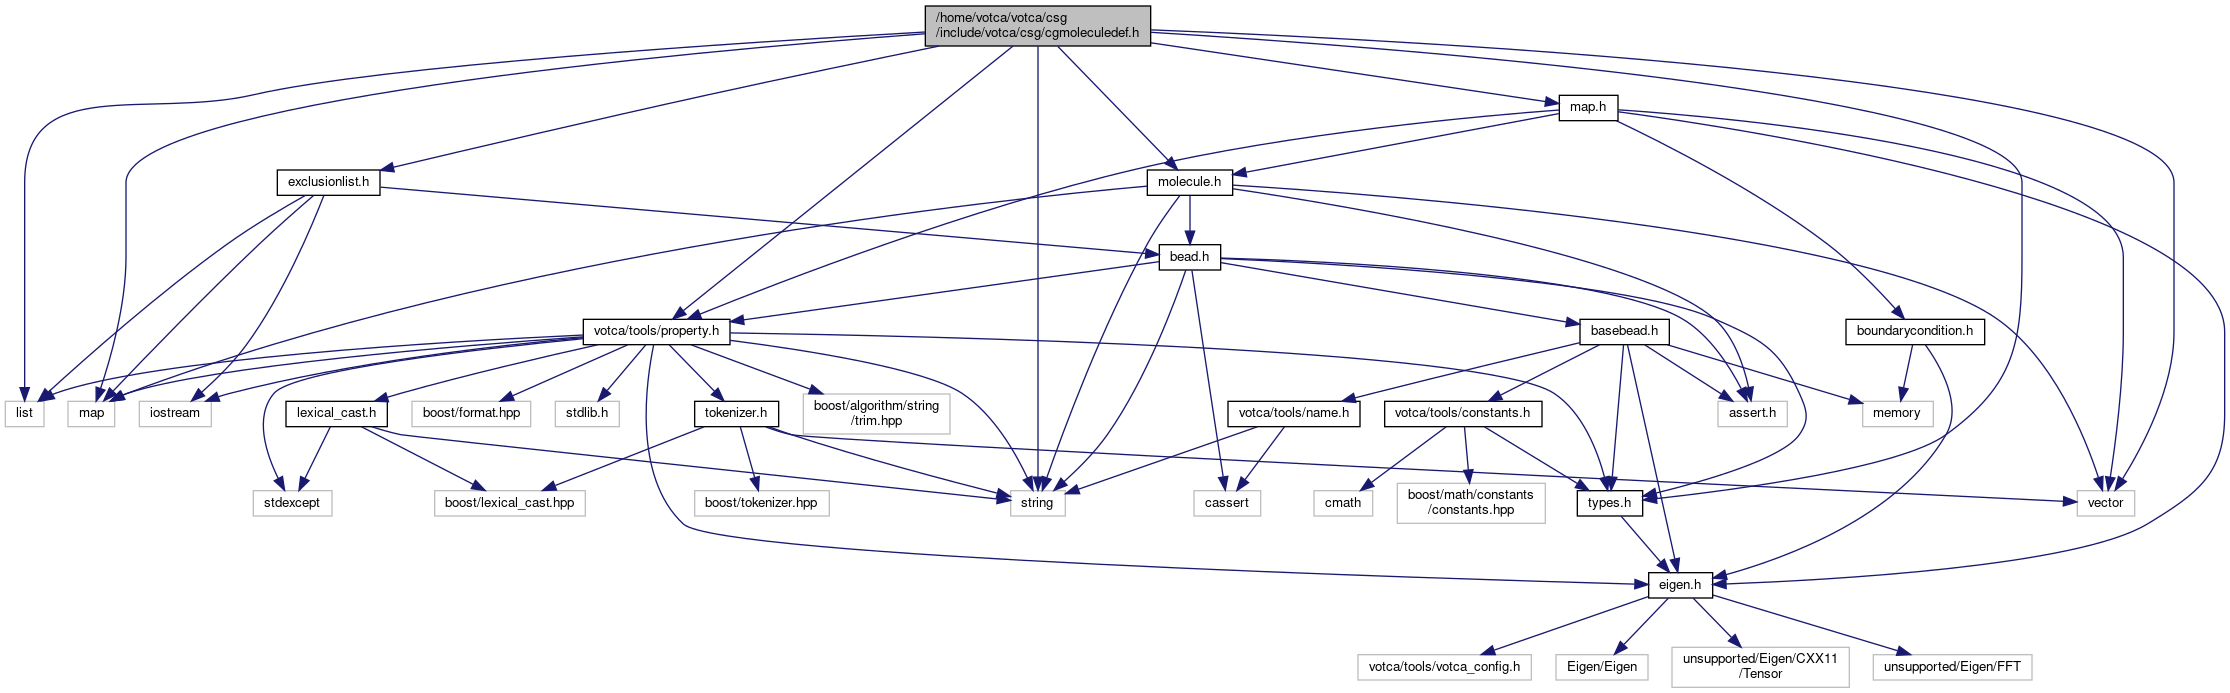 /home/votca/votca/csg
/include/votca/csg/cgmoleculedef.h
map.h
exclusionlist.h
molecule.h
bead.h
votca/tools/property.h
basebead.h
boundarycondition.h
list
map
iostream
lexical_cast.h
boost/format.hpp
stdlib.h
tokenizer.h
boost/algorithm/string
/trim.hpp
votca/tools/name.h
votca/tools/constants.h
assert.h
memory
stdexcept
boost/lexical_cast.hpp
boost/tokenizer.hpp
string
cassert
cmath
boost/math/constants
/constants.hpp
types.h
vector
eigen.h
votca/tools/votca_config.h
Eigen/Eigen
unsupported/Eigen/CXX11
/Tensor
unsupported/Eigen/FFT